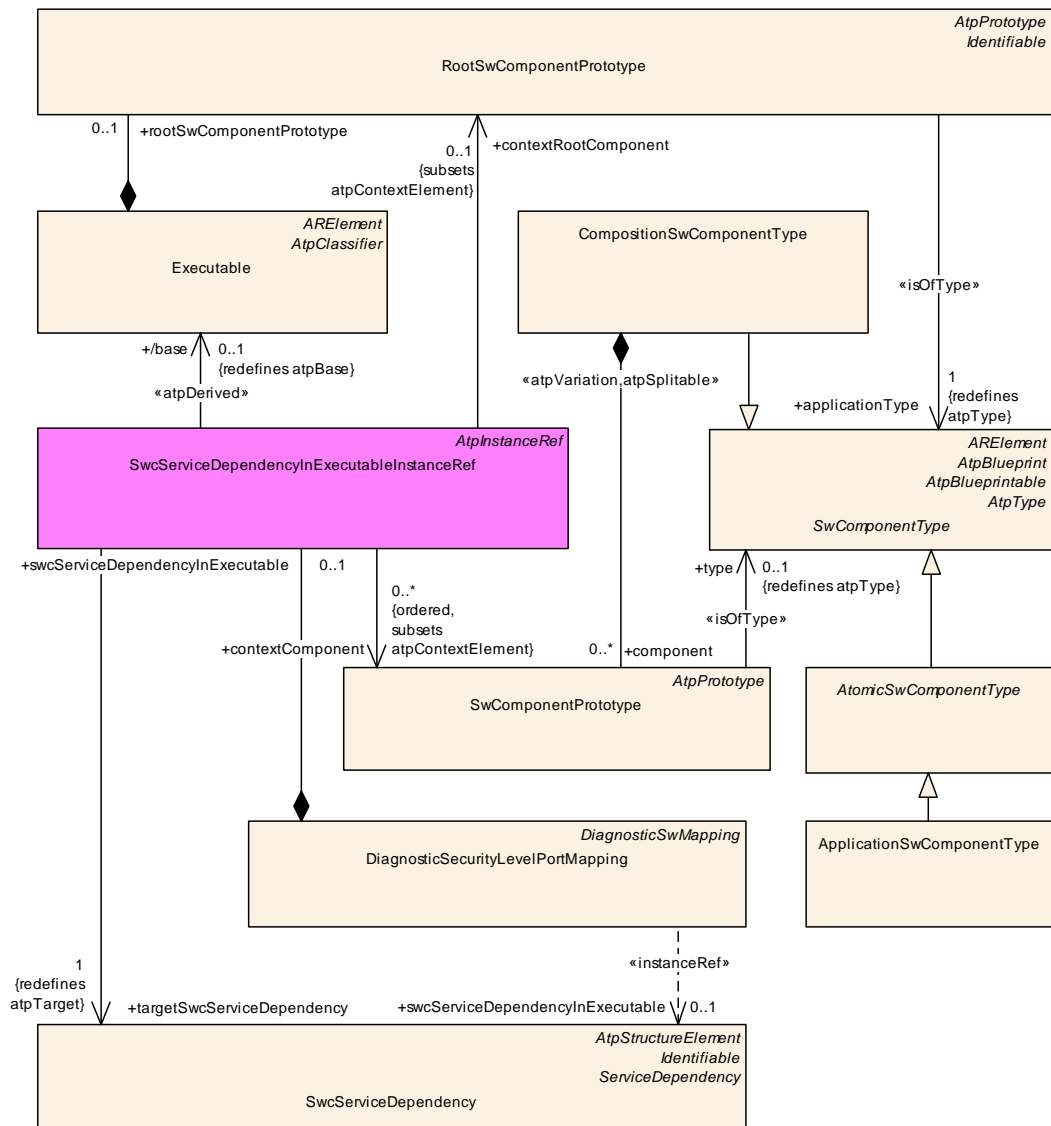 AtpPrototype
Identifiable
RootSwComponentPrototype
0..1
+rootSwComponentPrototype
0..1
{subsets
atpContextElement}
+contextRootComponent
ARElement
AtpClassifier
Executable
CompositionSwComponentType
«isOfType»
+/base
0..1
{redefines atpBase}
«atpDerived»
«atpVariation,atpSplitable»
+applicationType
1
{redefines
atpType}
AtpInstanceRef
SwcServiceDependencyInExecutableInstanceRef
ARElement
AtpBlueprint
AtpBlueprintable
AtpType
SwComponentType
+swcServiceDependencyInExecutable
0..1
+type
0..1
{redefines atpType}
0..*
{ordered,
subsets
atpContextElement}
«isOfType»
+contextComponent
0..*
+component
AtpPrototype
SwComponentPrototype
AtomicSwComponentType
DiagnosticSwMapping
DiagnosticSecurityLevelPortMapping
ApplicationSwComponentType
«instanceRef»
1
{redefines
atpTarget}
+targetSwcServiceDependency
+swcServiceDependencyInExecutable
0..1
AtpStructureElement
Identifiable
ServiceDependency
SwcServiceDependency